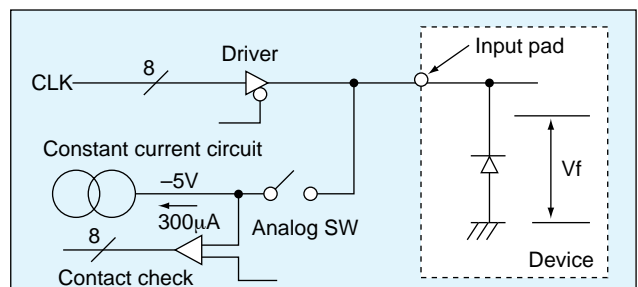 Driver
Input pad
CLK
8
Constant current circuit
–5V
Vf
300μA
Analog SW
8
Contact check
Device